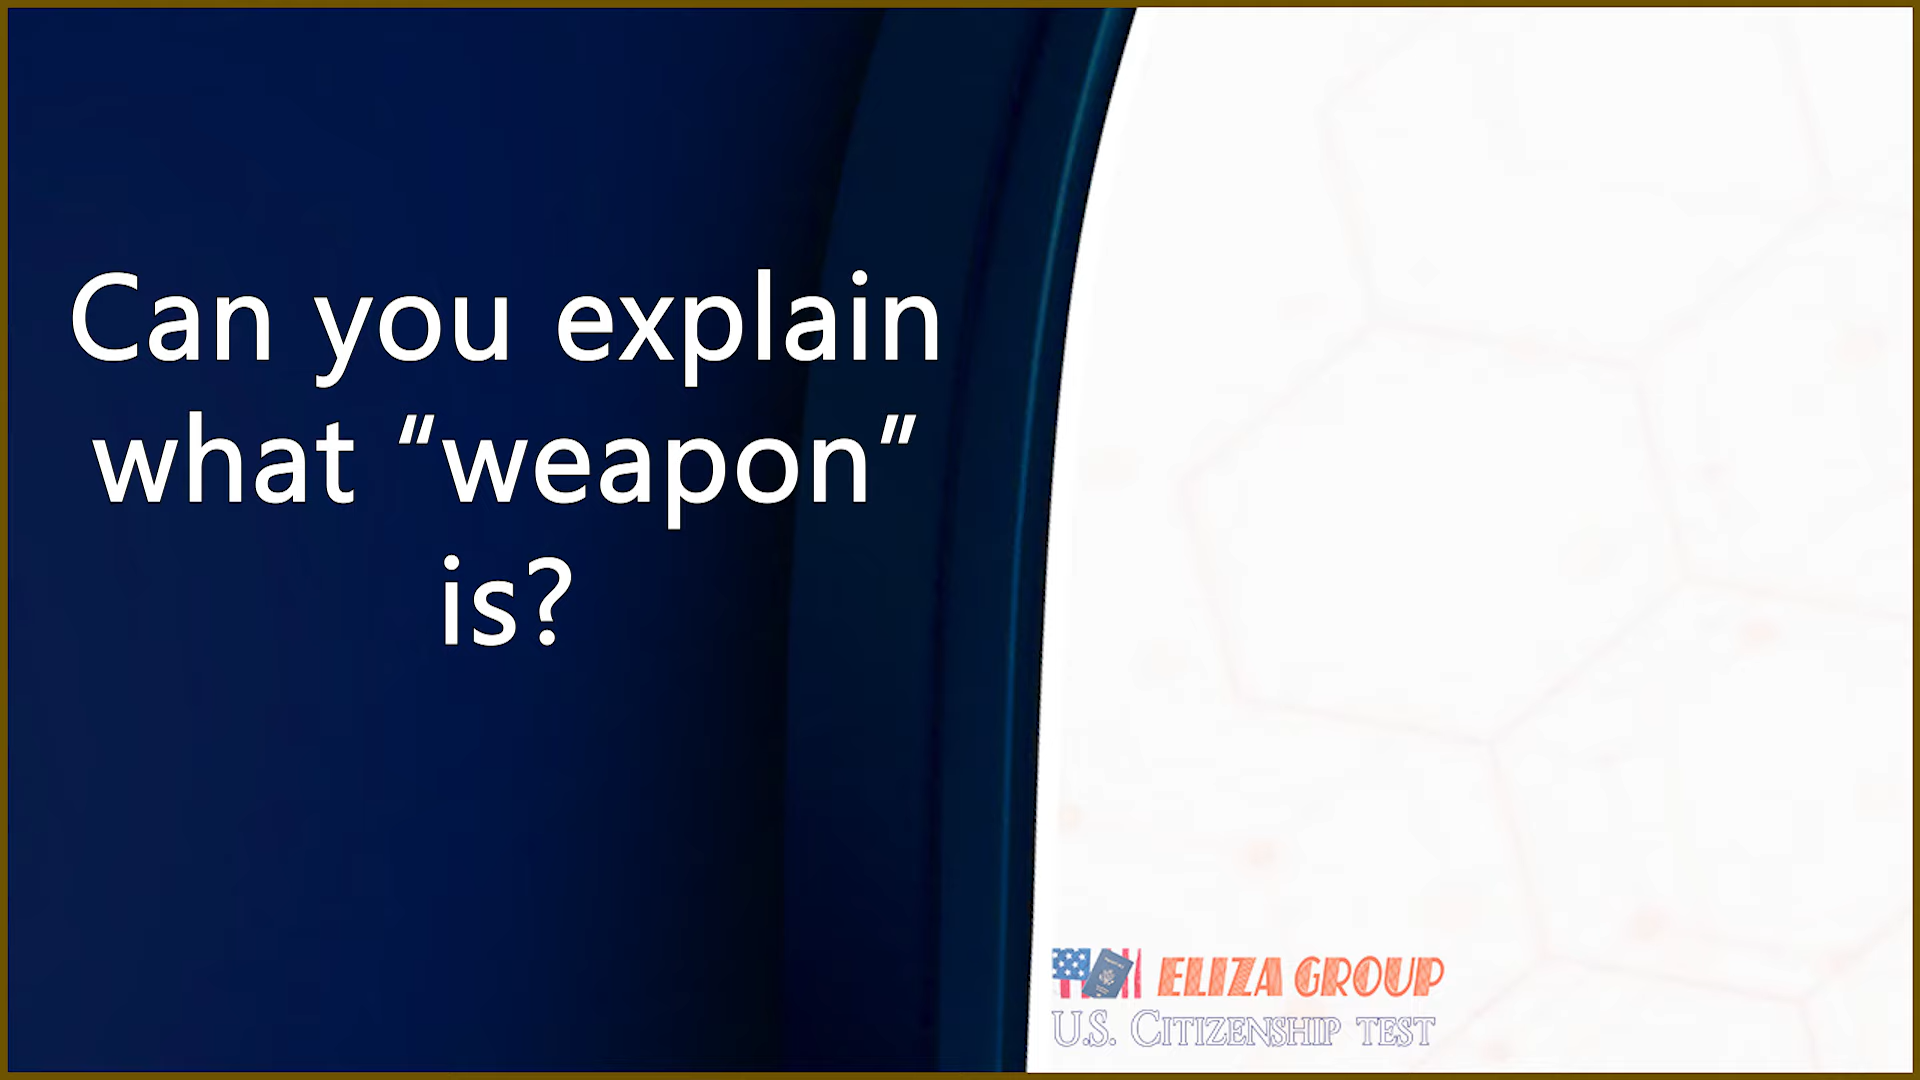 Can you explain
what “weapon”
is?
ELIZA GROUP
U.S. CITIZENSHIP TEST